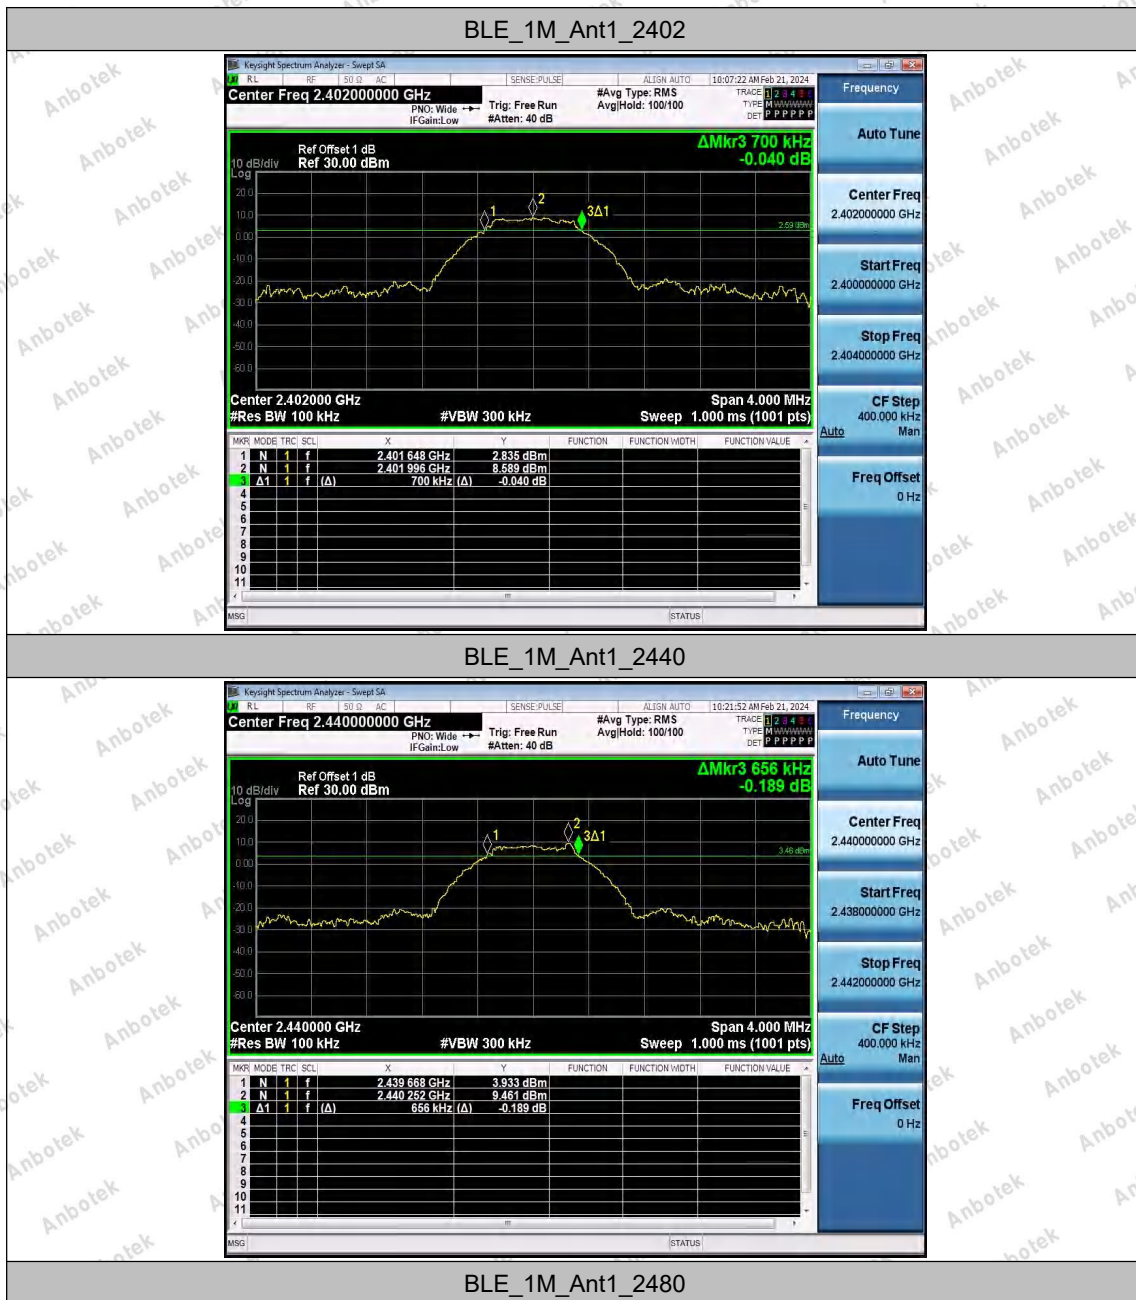 BLE_1M_Ant1_2402
Keysight Spectrum Analyzer - Swept SA
RL RF 50 Ω AC SENSE:PULSE ALIGN AUTO 10:07:22 AM Feb 21, 2024
Center Freq 2.402000000 GHz
PNO: Wide Trig: Free Run #Avg Type: RMS TRACE 1 2 3 4 5 6
IFGain:Low #Atten: 40 dB Avg|Hold: 100/100 TYPE M
DET P P P P P P
Frequency
ΔMkr3 700 kHz
-0.040 dB
Ref Offset 1 dB
10 dB/div Ref 30.00 dBm
Log
20.0
10.0
0.00
-10.0
-20.0
-30.0
-40.0
-50.0
-60.0
1
2
3Δ1
2.59 dBm
Center 2.402000 GHz Span 4.000 MHz
#Res BW 100 kHz #VBW 300 kHz Sweep 1.000 ms (1001 pts)
MKR MODE TRC SCL X Y FUNCTION FUNCTION WIDTH FUNCTION VALUE
1 N 1 f 2.401 648 GHz 2.835 dBm
2 N 1 f 2.401 996 GHz 8.589 dBm
3 Δ1 1 f (Δ) 700 kHz (Δ) -0.040 dB
4
5
6
7
8
9
10
11
MSG STATUS
Auto Tune
Center Freq
2.402000000 GHz
Start Freq
2.400000000 GHz
Stop Freq
2.404000000 GHz
CF Step
400.000 kHz
Auto Man
Freq Offset
0 Hz
BLE_1M_Ant1_2440
Keysight Spectrum Analyzer - Swept SA
RL RF 50 Ω AC SENSE:PULSE ALIGN AUTO 10:21:52 AM Feb 21, 2024
Center Freq 2.440000000 GHz
PNO: Wide Trig: Free Run #Avg Type: RMS TRACE 1 2 3 4 5 6
IFGain:Low #Atten: 40 dB Avg|Hold: 100/100 TYPE M
DET P P P P P P
Frequency
ΔMkr3 656 kHz
-0.189 dB
Ref Offset 1 dB
10 dB/div Ref 30.00 dBm
Log
20.0
10.0
0.00
-10.0
-20.0
-30.0
-40.0
-50.0
-60.0
1
2
3Δ1
3.46 dBm
Center 2.440000 GHz Span 4.000 MHz
#Res BW 100 kHz #VBW 300 kHz Sweep 1.000 ms (1001 pts)
MKR MODE TRC SCL X Y FUNCTION FUNCTION WIDTH FUNCTION VALUE
1 N 1 f 2.439 668 GHz 3.933 dBm
2 N 1 f 2.440 252 GHz 9.461 dBm
3 Δ1 1 f (Δ) 656 kHz (Δ) -0.189 dB
4
5
6
7
8
9
10
11
MSG STATUS
Auto Tune
Center Freq
2.440000000 GHz
Start Freq
2.438000000 GHz
Stop Freq
2.442000000 GHz
CF Step
400.000 kHz
Auto Man
Freq Offset
0 Hz
BLE_1M_Ant1_2480
Anbotek